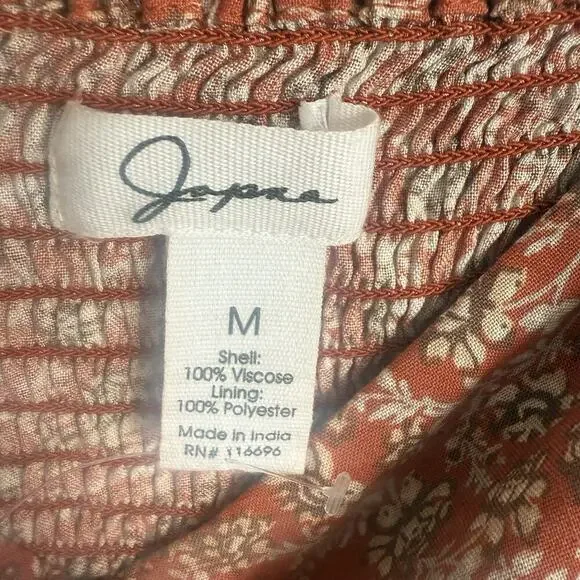 Japna
M
Shell:
100% Viscose
Lining:
100% Polyester
Made in India
RN# 116696